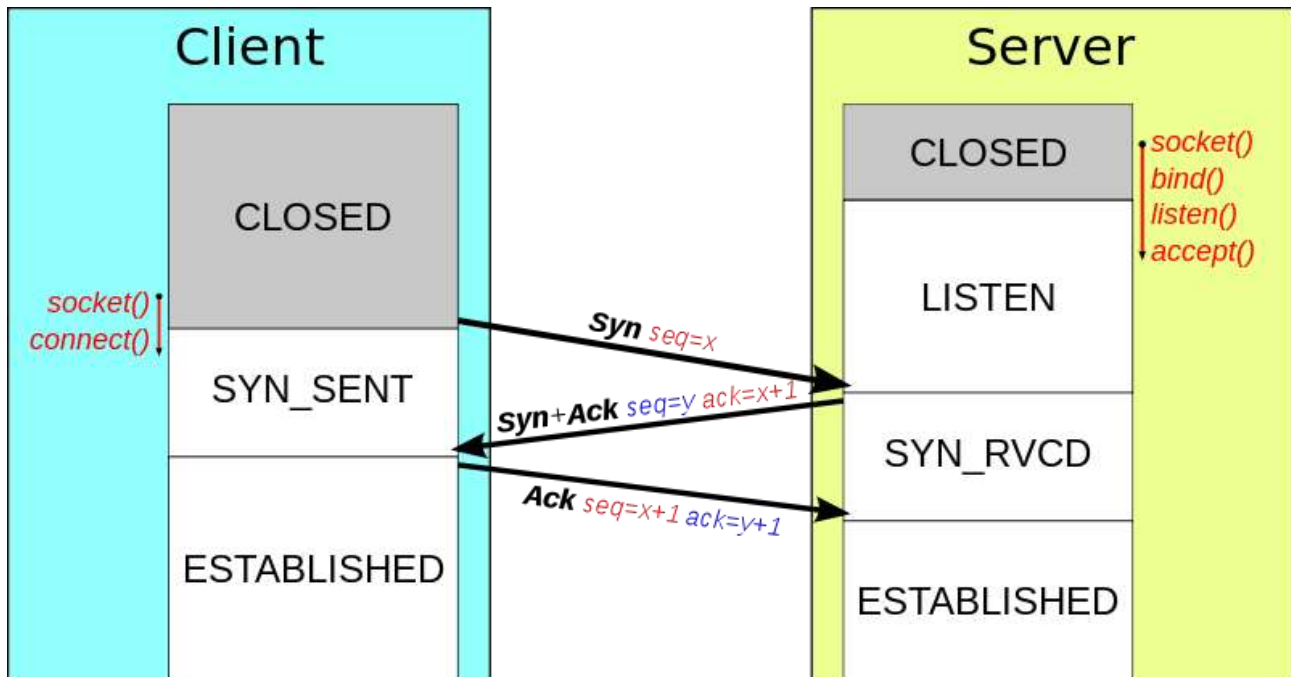 Client
CLOSED
socket()
connect()
SYN_SENT
ESTABLISHED
Syn seq=x
Syn+Ack seq=y ack=x+1
Ack seq=x+1 ack=y+1
Server
CLOSED
socket()
bind()
listen()
accept()
LISTEN
SYN_RVCD
ESTABLISHED